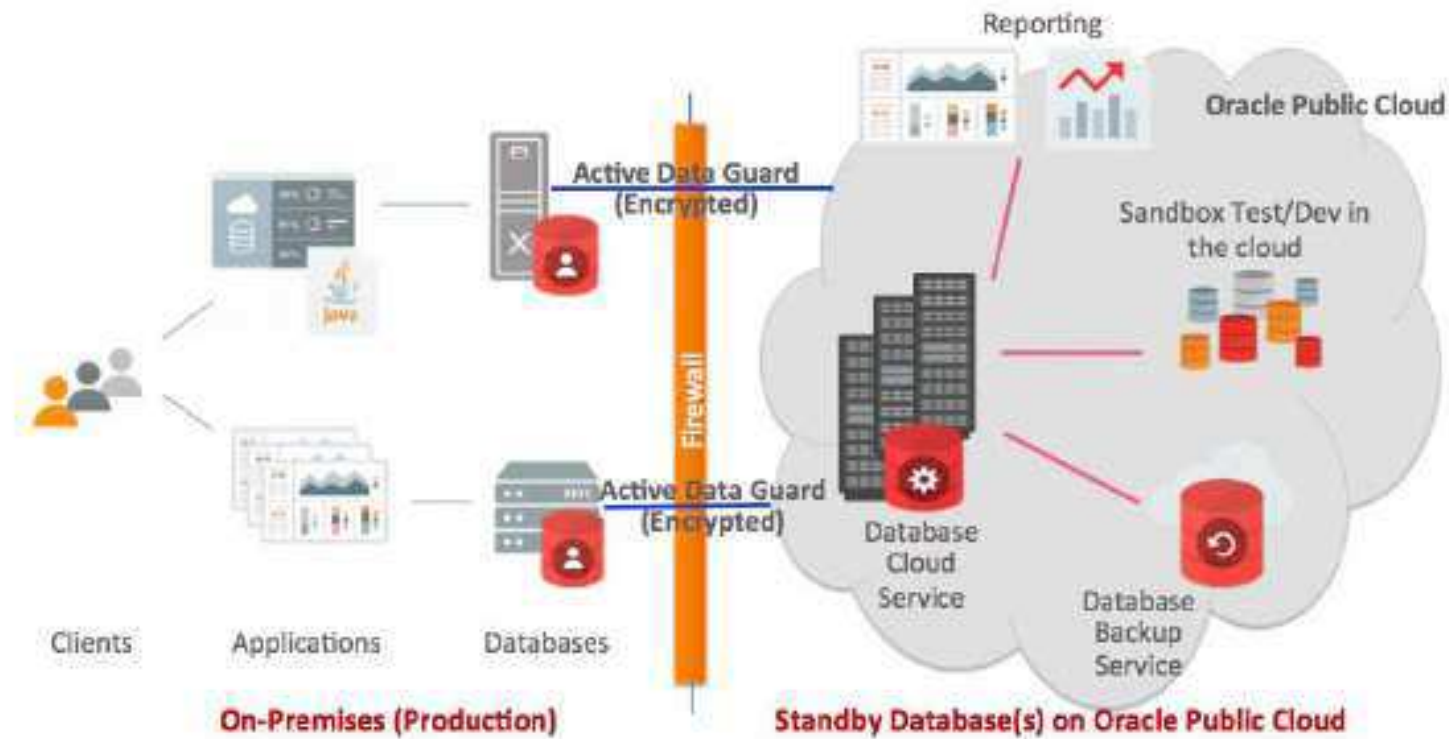 Reporting
Oracle Public Cloud
Active Data Guard
(Encrypted)
Sandbox Test/Dev in
the cloud
java
Firewall
Active Data Guard
(Encrypted)
Database
Cloud
Service
Database
Backup
Service
Clients
Applications
Databases
On-Premises (Production)
Standby Database(s) on Oracle Public Cloud